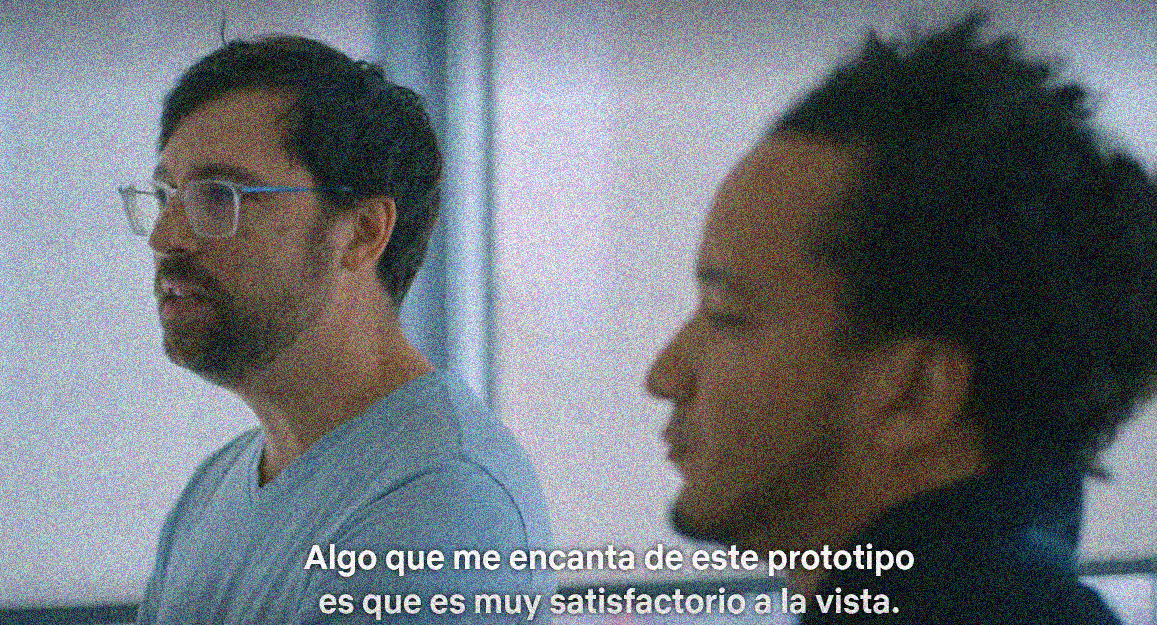 Algo que me encanta de este prototipo
es que es muy satisfactorio a la vista.